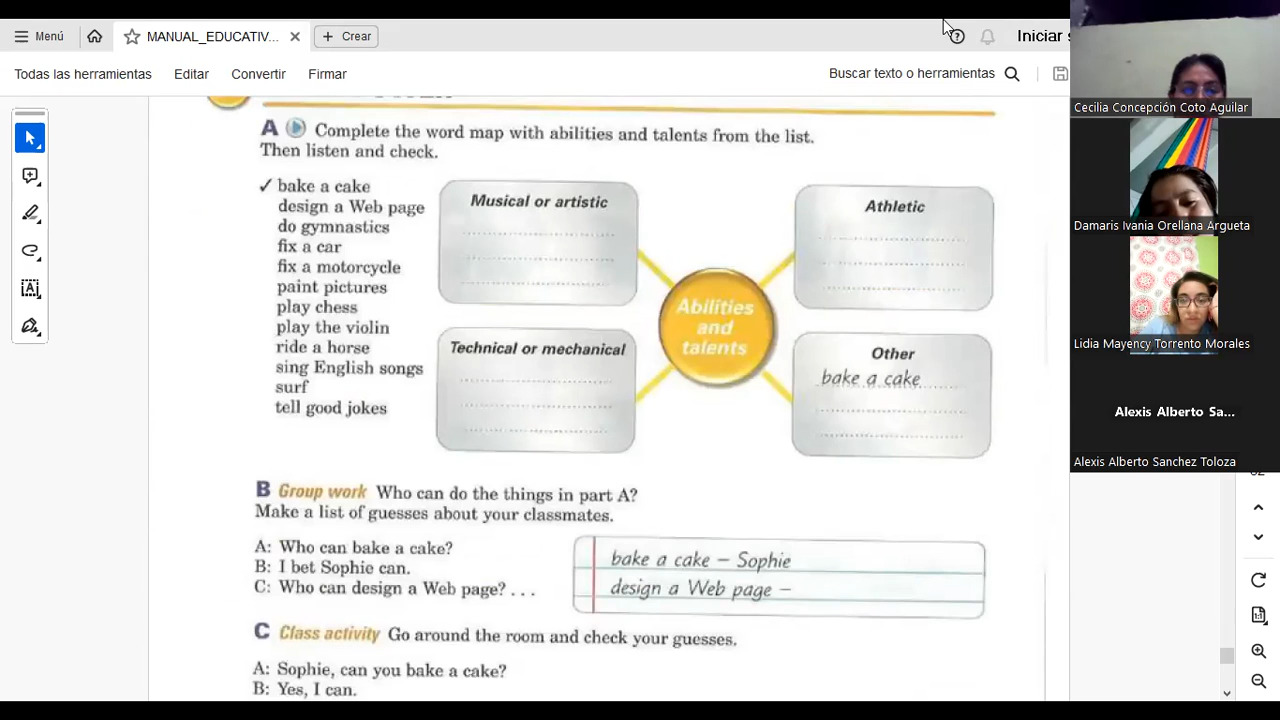 Menú
MANUAL_EDUCATIV...
Crear
Iniciar s
Todas las herramientas
Editar
Convertir
Firmar
Buscar texto o herramientas
A Complete the word map with abilities and talents from the list.
Then listen and check.
✓ bake a cake
design a Web page
do gymnastics
fix a car
fix a motorcycle
paint pictures
play chess
play the violin
ride a horse
sing English songs
surf
tell good jokes
Musical or artistic
Athletic
Abilities
and
talents
Technical or mechanical
Other
bake a cake
B Group work Who can do the things in part A?
Make a list of guesses about your classmates.
A: Who can bake a cake?
B: I bet Sophie can.
C: Who can design a Web page? . . .
bake a cake – Sophie
design a Web page –
C Class activity Go around the room and check your guesses.
A: Sophie, can you bake a cake?
B: Yes, I can.
Cecilia Concepción Coto Aguilar
Damaris Ivania Orellana Argueta
Lidia Mayency Torrento Morales
Alexis Alberto Sa...
Alexis Alberto Sanchez Toloza